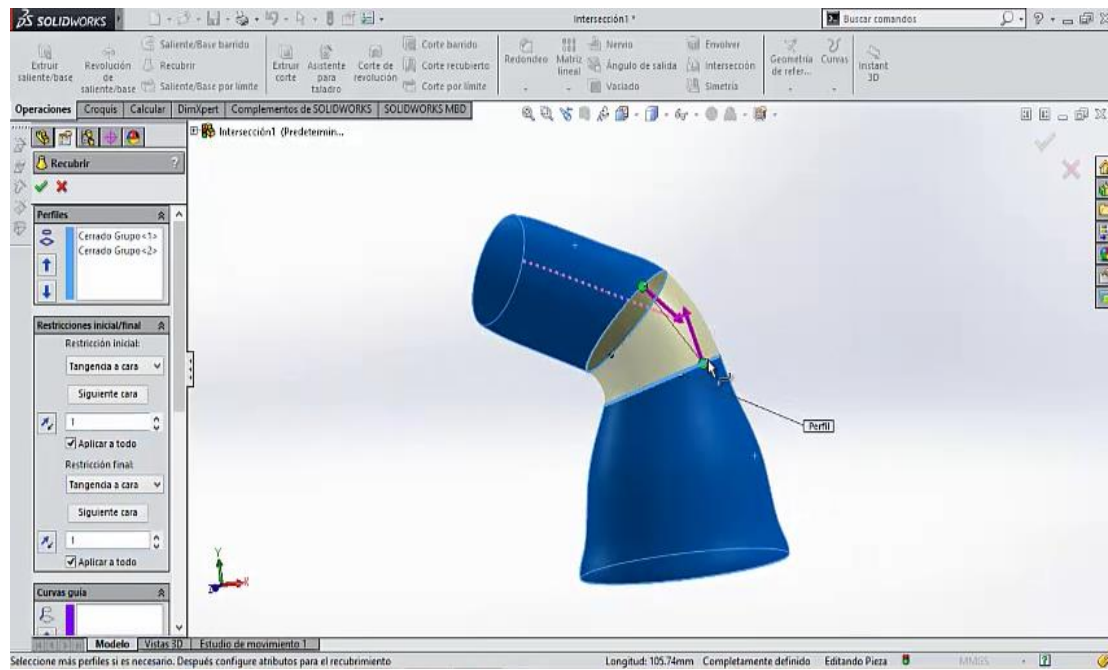 SOLIDWORKS
Intersección1 *
Buscar comandos
Extruir saliente/base
Revolución de saliente/base
Saliente/Base barrido
Recubrir
Saliente/Base por límite
Extruir corte
Asistente para taladro
Corte de revolución
Corte barrido
Corte recubierto
Corte por límite
Redondeo
Matriz lineal
Nervio
Ángulo de salida
Vaciado
Envolver
Intersección
Simetría
Geometría de refer...
Curvas
Instant 3D
Operaciones
Croquis
Calcular
DimXpert
Complementos de SOLIDWORKS
SOLIDWORKS MBD
Intersección1 (Predetermin...
Recubrir
?
Perfiles
Cerrado Grupo<1>
Cerrado Grupo<2>
Restricciones inicial/final
Restricción inicial:
Tangencia a cara
Siguiente cara
1
Aplicar a todo
Restricción final:
Tangencia a cara
Siguiente cara
1
Aplicar a todo
Curvas guía
Perfil
Y
X
Z
Modelo
Vistas 3D
Estudio de movimiento 1
Seleccione más perfiles si es necesario. Después configure atributos para el recubrimiento
Longitud: 105.74mm
Completamente definido
Editando Pieza
MMGS